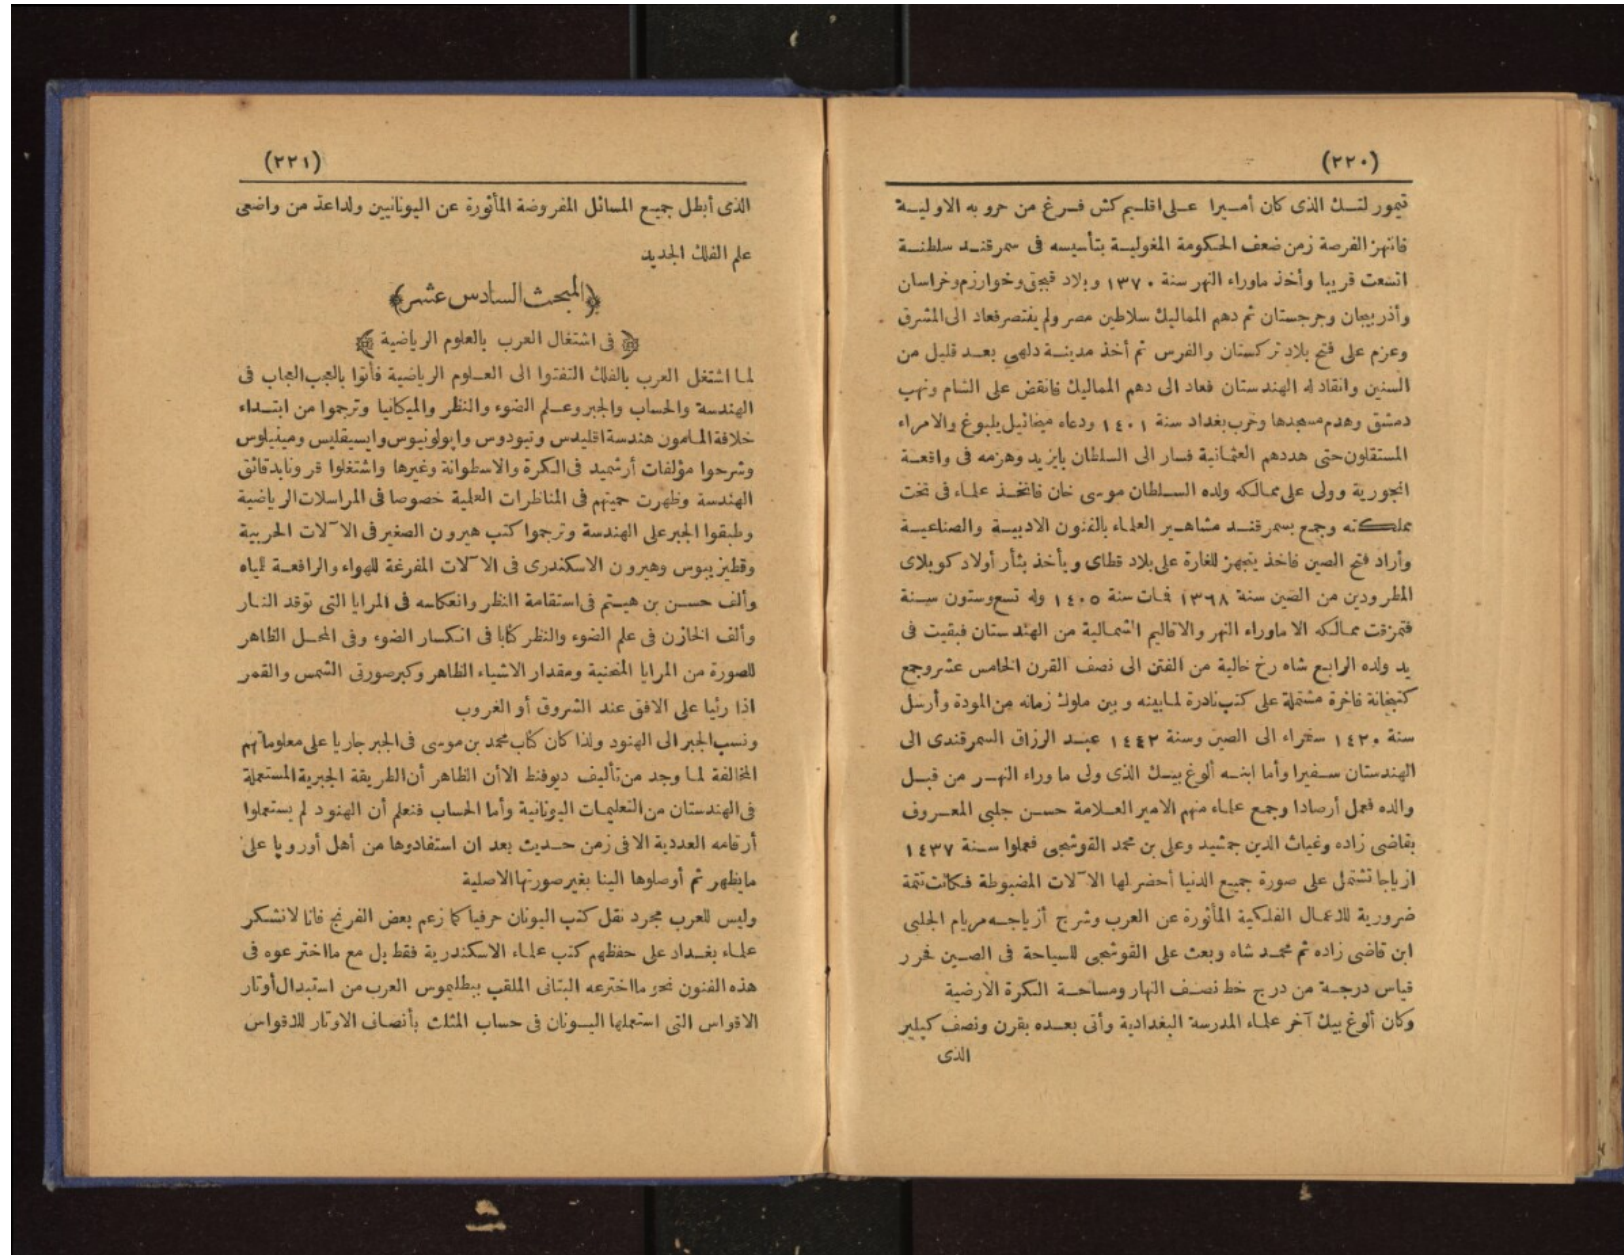 (٢٢٠)
تيمور لنك الذى كان أميرا على اقليم كش فرغ من حروبه الاولية
فانتهز الفرصة زمن ضعف الحكومة المغولية بتأسيسه فى سمرقند سلطنة
اتسعت قريبا وأخذ ماوراء النهر سنة ١٣٧٠ وبلاد قبجق وخوارزم وخراسان
وأذربيجان وجرجستان ثم دهم المماليك سلاطين مصر ولم يفتصر فعاد الى المشرق
وعزم على فتح بلاد تركستان والفرس ثم أخذ مدينة دلهى بعد قليل من
السنين وانقاد له الهندستان فعاد الى دهم المماليك فانقض على الشام ونهب
دمشق وهدم مسجدها وخرب بغداد سنة ١٤٠١ ودعاه ميخائيل يلبوغ والامراء
المستقلون حتى هددهم العثمانية فسار الى السلطان بايزيد وهزمه فى واقعة
انجورية وولى على ممالكه ولده السلطان موسى خان فاتخذ علماء فى تخت
مملكته وجمع بسمرقند مشاهير العلماء بالفنون الادبية والصناعية
وأراد فتح الصين فاخذ يتجهز للغارة على بلاد قطاى ويأخذ بثأر أولاد كوبلاى
المطرودين من الصين سنة ١٣٦٨ فمات سنة ١٤٠٥ وله تسع وستون سنة
فتمزقت ممالكه الا ماوراء النهر والاقاليم الشمالية من الهندستان فبقيت فى
يد ولده الرابع شاه رخ خالية من الفتن الى نصف القرن الخامس عشر وجمع
كتبخانة فاخرة مشتملة على كتب نادرة لما بينه وبين ملوك زمانه من المودة وأرسل
سنة ١٤٢٠ سفراء الى الصين وسنة ١٤٤٢ عبد الرزاق السمرقندى الى
الهندستان سفيرا وأما ابنه ألوغ بيك الذى ولى ما وراء النهر من قبل
والده فعمل أرصادا وجمع علماء منهم الامير العلامة حسن جلبى المعروف
بقاضى زاده وغياث الدين جمشيد وعلى بن محمد القوشجى فعملوا سنة ١٤٣٧
ازياجا تشتمل على صورة جميع الدنيا أحضر لها الآلات المضبوطة فكانت تتمة
ضرورية للاعمال الفلكية المأثورة عن العرب وشرح أزياجه مريام الجلبى
ابن قاضى زاده ثم محمد شاه وبعث على القوشجى للسياحة فى الصين فحرر
قياس درجة من درج خط نصف النهار ومساحة الكرة الارضية
وكان ألوغ بيك آخر علماء المدرسة البغدادية وأتى بعده بقرن ونصف كپلير
الذى
(٢٢١)
الذى أبطل جميع المسائل المفروضة المأثورة عن اليونانيين ولداعة من واضعى
علم الفلك الجديد
﴿المبحث السادس عشر﴾
﴿فى اشتغال العرب بالعلوم الرياضية﴾
لما اشتغل العرب بالفلك التفتوا الى العلوم الرياضية فأتوا بالعجب العجاب فى
الهندسة والحساب والجبر وعلم الضوء والنظر والميكانيا وترجموا من ابتداء
خلافة المامون هندسة اقليدس وتيودوس واپولونيوس وايسيقليس ومينيلوس
وشرحوا مؤلفات أرشميد فى الكرة والاسطوانة وغيرها واشتغلوا قرونا بدقائق
الهندسة وظهرت حميتهم فى المناظرات العلمية خصوصا فى المراسلات الرياضية
وطبقوا الجبر على الهندسة وترجموا كتب هيرون الصغير فى الآلات الحربية
وقطيزيبوس وهيرون الاسكندرى فى الآلات المفرغة للهواء والرافعة للمياه
وألف حسن بن هيتم فى استقامة النظر وانعكاسه فى المرايا التى توقد النار
وألف الخازن فى علم الضوء والنظر كتابا فى انكسار الضوء وفى المحل الظاهر
للصورة من المرايا المنحنية ومقدار الاشياء الظاهر وكبر صورتى الشمس والقمر
اذا رئيا على الافق عند الشروق أو الغروب
ونسب الجبر الى الهنود ولذا كان كتاب محمد بن موسى فى الجبر جاريا على معلوماتهم
المخالفة لما وجد من تأليف ديوفنط الا أن الظاهر أن الطريقة الجبرية المستعملة
فى الهندستان من التعليمات اليونانية وأما الحساب فنعلم أن الهنود لم يستعملوا
أرقامه العددية الا فى زمن حديث بعد ان استفادوها من أهل أوروپا على
مايظهر ثم أوصلوها الينا بغير صورتها الاصلية
وليس للعرب مجرد نقل كتب اليونان حرفيا كما زعم بعض الفرنج فانا لا نشكر
علماء بغداد على حفظهم كتب علماء الاسكندرية فقط بل مع مااخترعوه فى
هذه الفنون نحو مااخترعه البتانى الملقب ببطليموس العرب من استبدال أوتار
الاقواس التى استعملها اليونان فى حساب المثلث بأنصاف الاوتار للاقواس